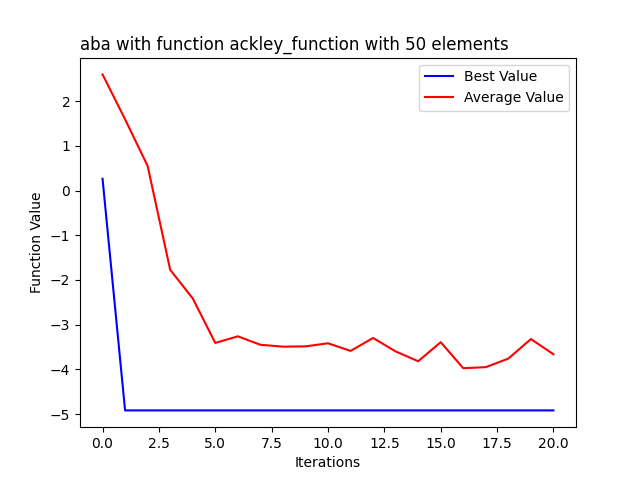 aba with function ackley_function with 50 elements
Best Value
Average Value
Function Value
2
1
0
−1
−2
−3
−4
−5
0.0 2.5 5.0 7.5 10.0 12.5 15.0 17.5 20.0
Iterations